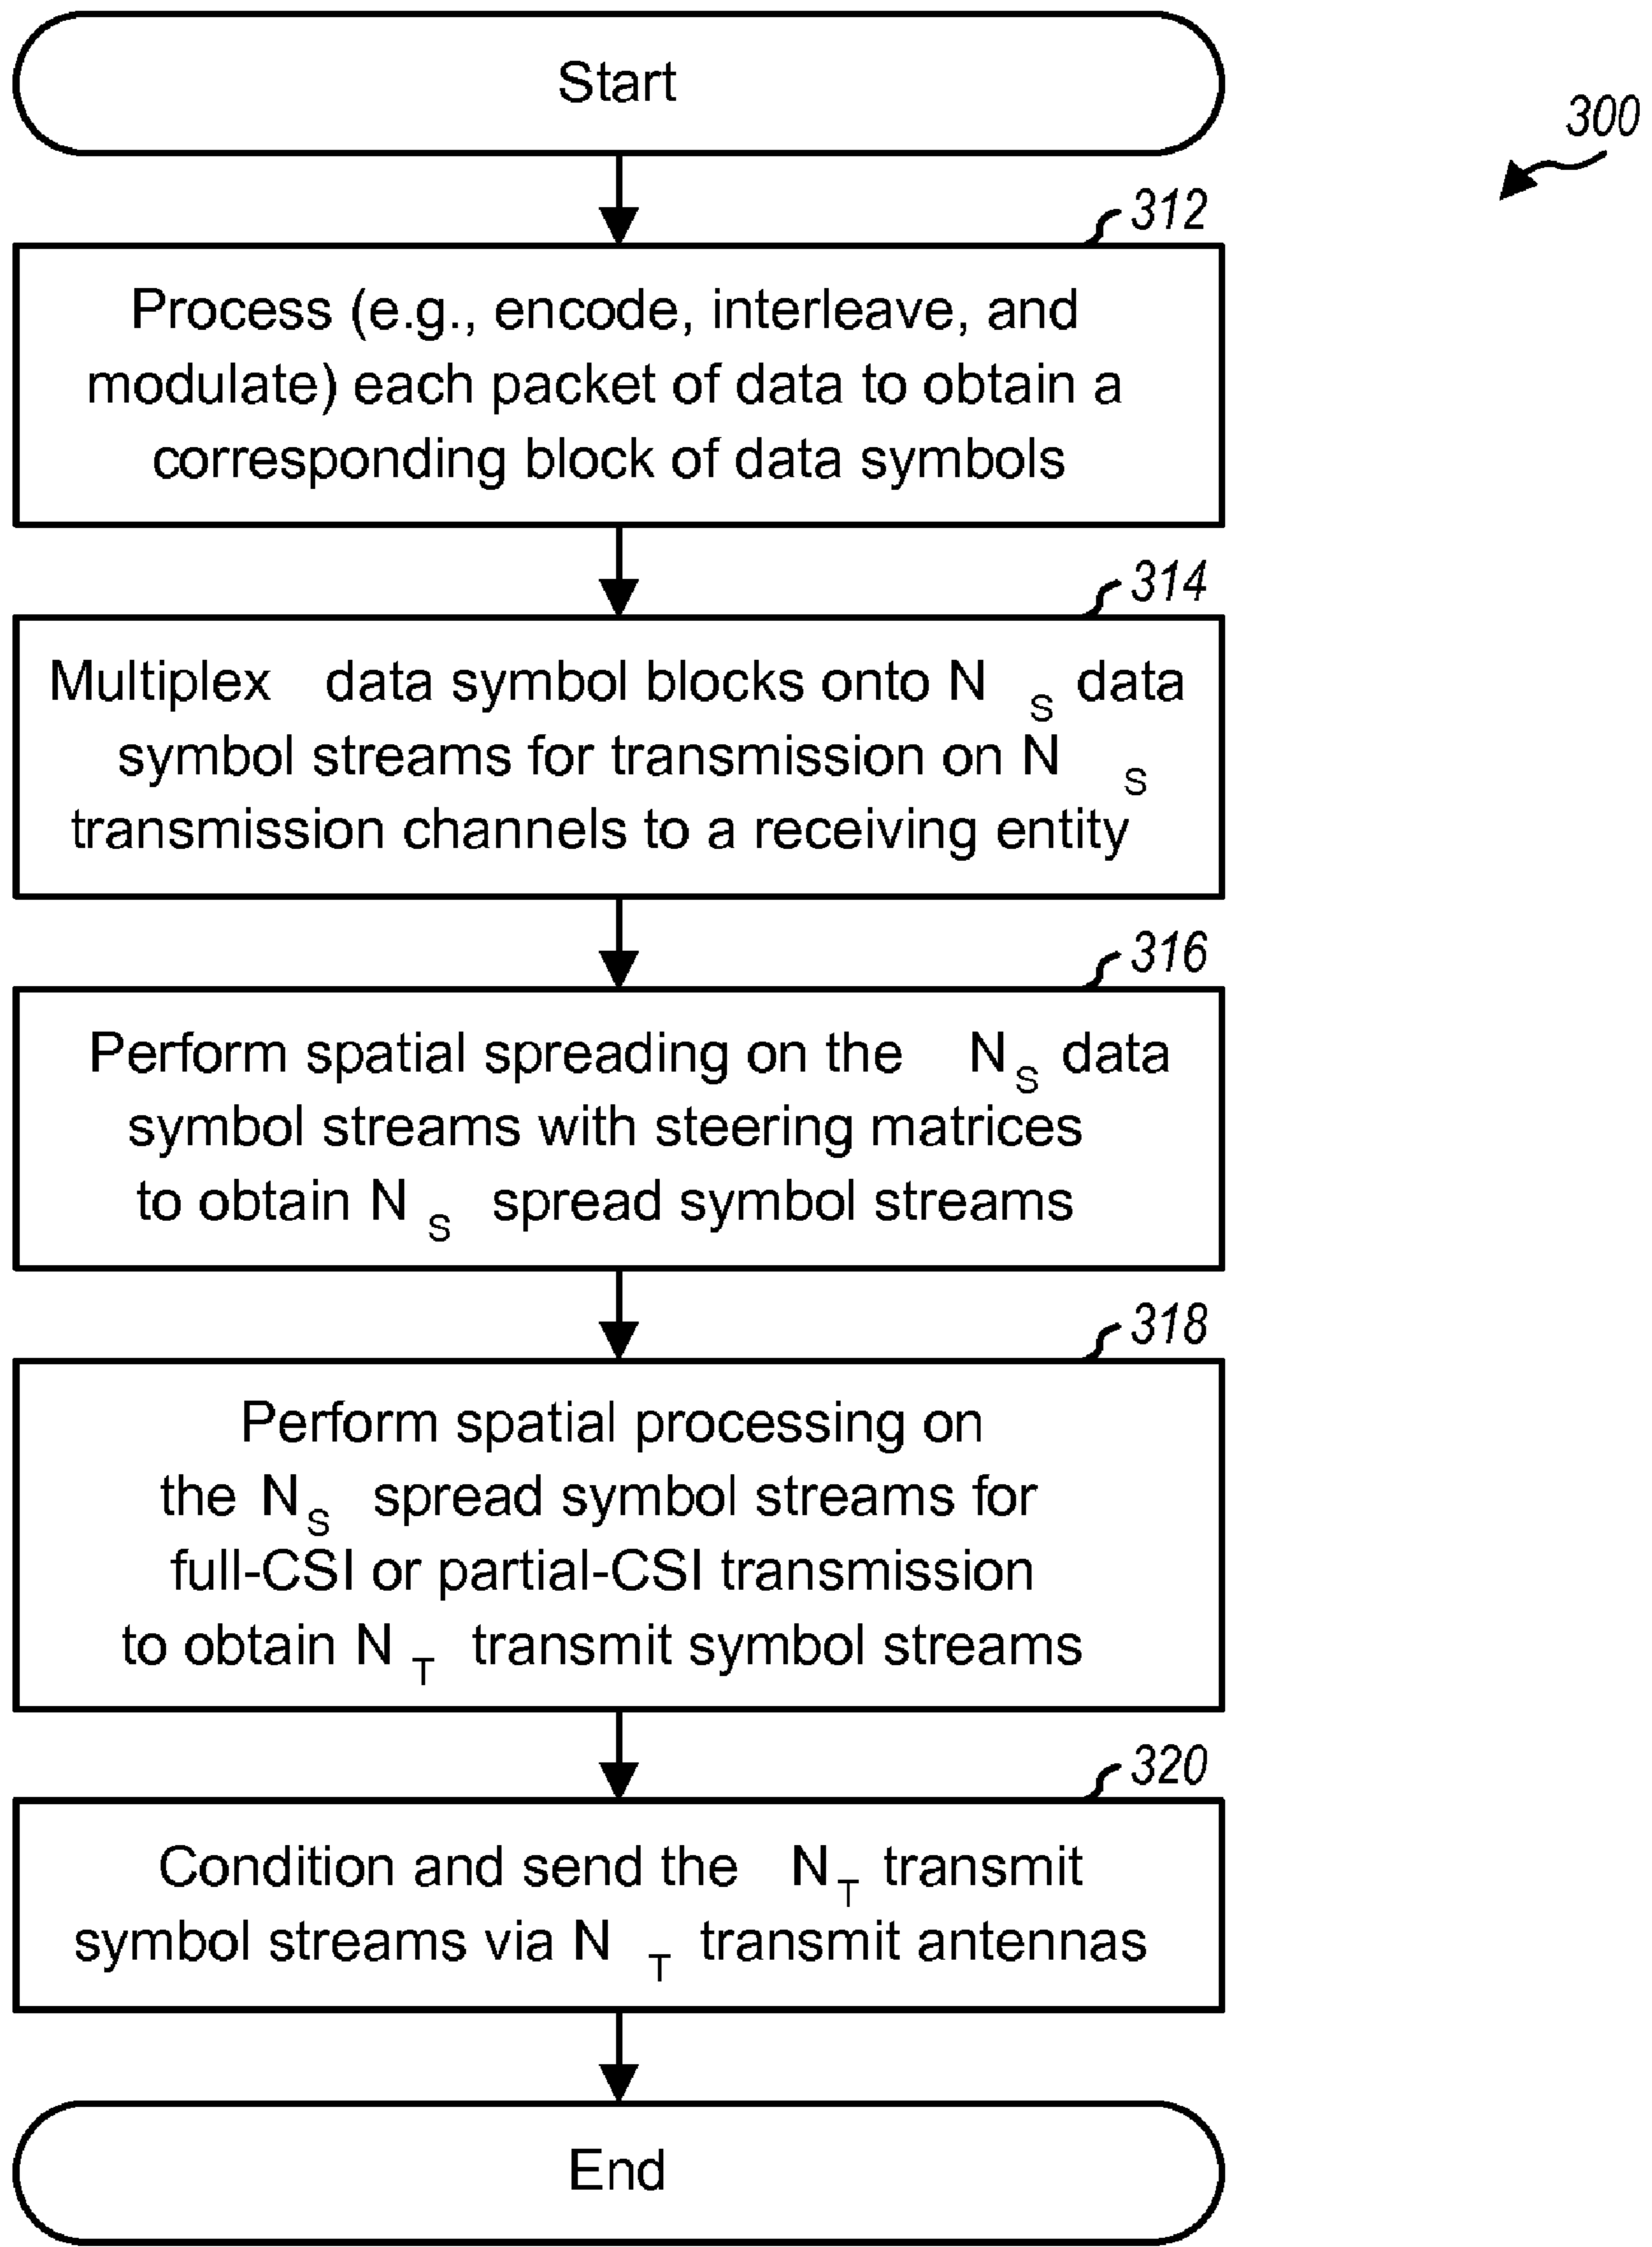 Start
300
312
Process (e.g., encode, interleave, and
modulate) each packet of data to obtain a
corresponding block of data symbols
314
Multiplex data symbol blocks onto N S data
symbol streams for transmission on N S
transmission channels to a receiving entity
316
Perform spatial spreading on the N S data
symbol streams with steering matrices
to obtain N S spread symbol streams
318
Perform spatial processing on
the N S spread symbol streams for
full-CSI or partial-CSI transmission
to obtain N T transmit symbol streams
320
Condition and send the N T transmit
symbol streams via N T transmit antennas
End